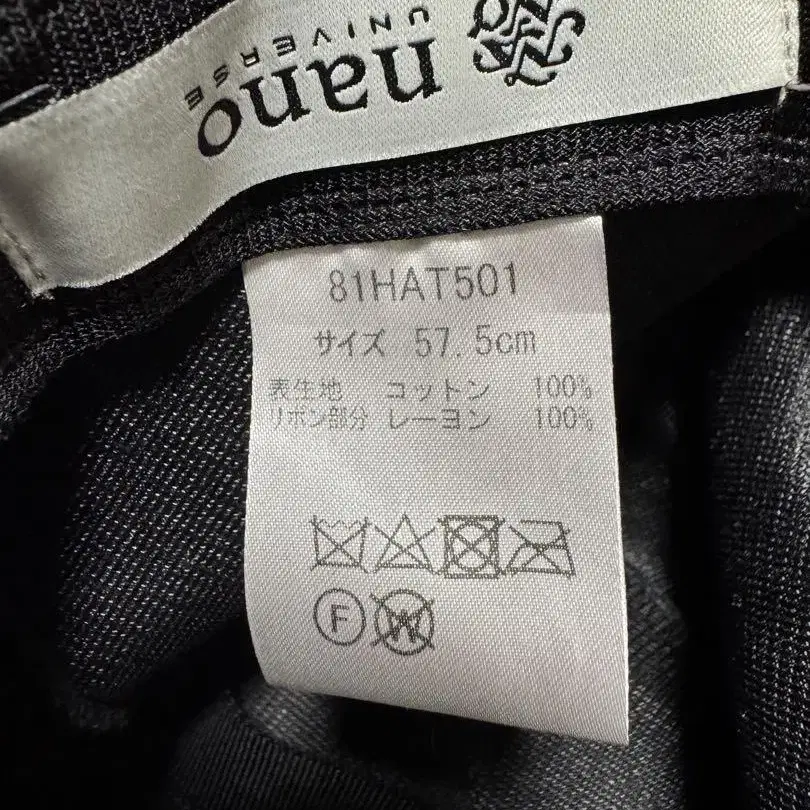 nano
UNIVERSE
81HAT501
サイズ 57.5cm
表生地 コットン 100%
リボン部分 レーヨン 100%
F W